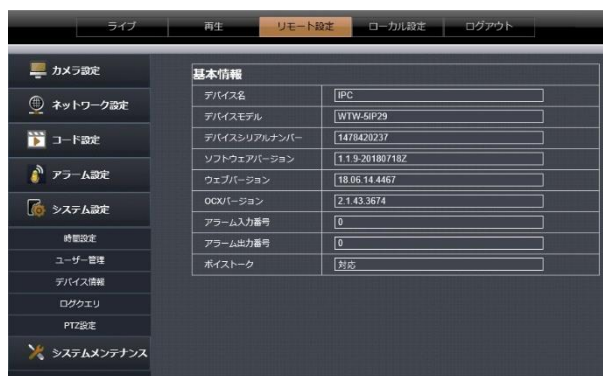 ライブ 再生 リモート設定 ローカル設定 ログアウト
カメラ設定
ネットワーク設定
コード設定
アラーム設定
システム設定
時間設定
ユーザー管理
デバイス情報
ログクエリ
PTZ設定
システムメンテナンス
基本情報
デバイス名 IPC
デバイスモデル WTW-5IP29
デバイスシリアルナンバー 1478420237
ソフトウェアバージョン 1.1.9-20180718Z
ウェブバージョン 18.06.14.4467
OCXバージョン 2.1.43.3674
アラーム入力番号 0
アラーム出力番号 0
ボイストーク 対応